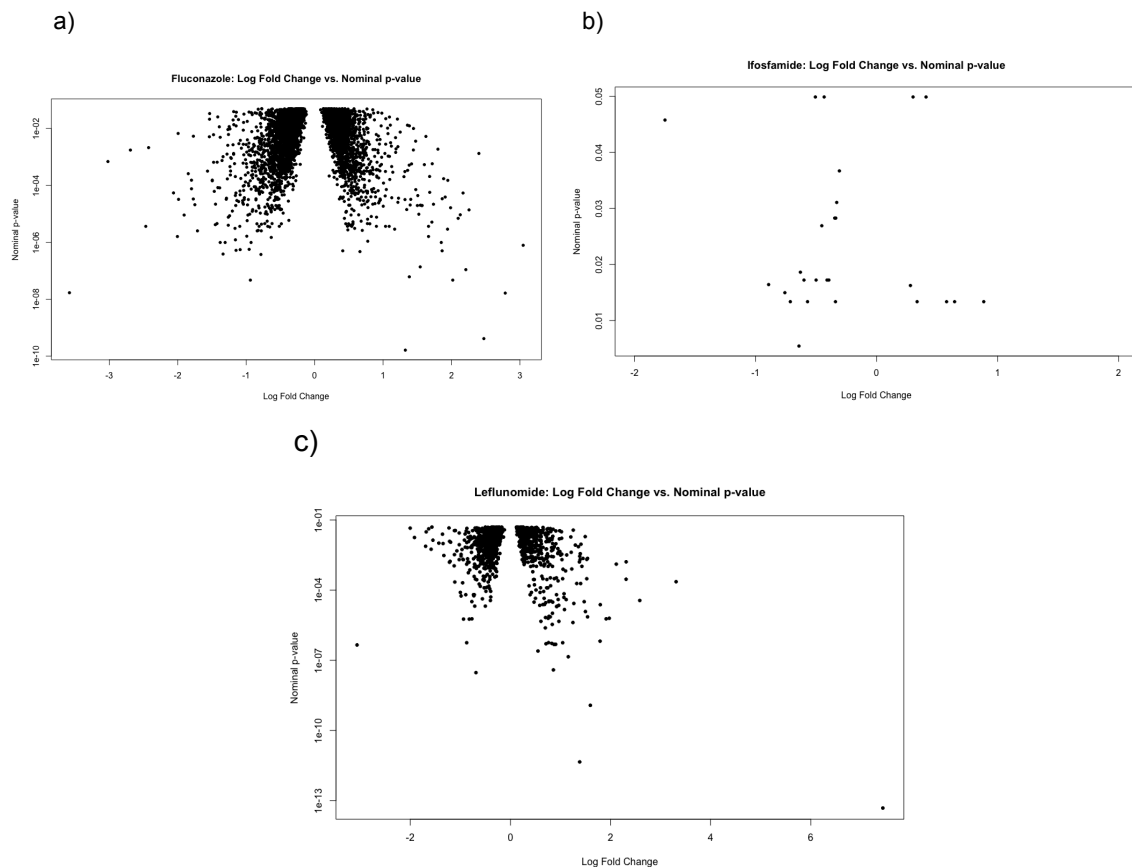 a)
Fluconazole: Log Fold Change vs. Nominal p-value
Nominal p-value
1e-02
1e-04
1e-06
1e-08
1e-10
-3 -2 -1 0 1 2 3
Log Fold Change
b)
Ifosfamide: Log Fold Change vs. Nominal p-value
Nominal p-value
0.05
0.04
0.03
0.02
0.01
-2 -1 0 1 2
Log Fold Change
c)
Leflunomide: Log Fold Change vs. Nominal p-value
Nominal p-value
1e-01
1e-04
1e-07
1e-10
1e-13
-2 0 2 4 6
Log Fold Change